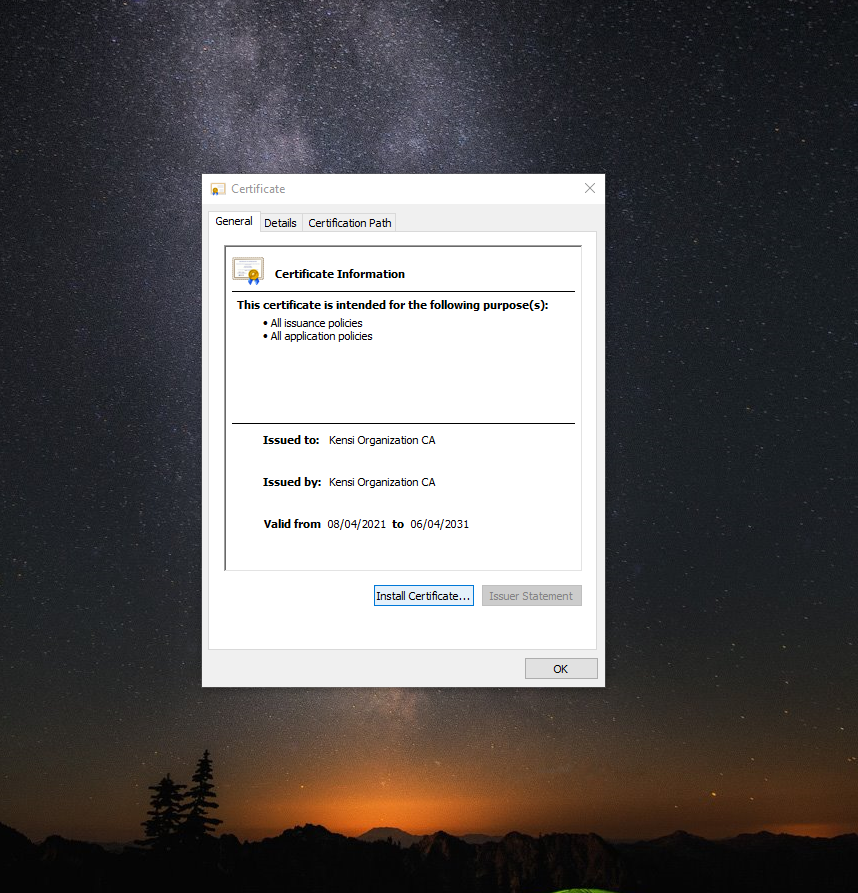 Certificate
General Details Certification Path
Certificate Information
This certificate is intended for the following purpose(s):
• All issuance policies
• All application policies
Issued to: Kensi Organization CA
Issued by: Kensi Organization CA
Valid from 08/04/2021 to 06/04/2031
Install Certificate... Issuer Statement
OK